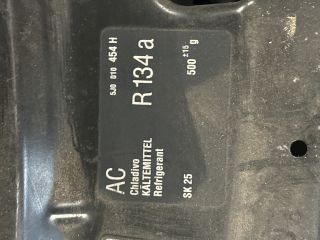 AC
Chladivo
KÄLTEMITTEL
Refrigerant
SK 25
5J0 010 454 H
R 134 a
500 ±15 g